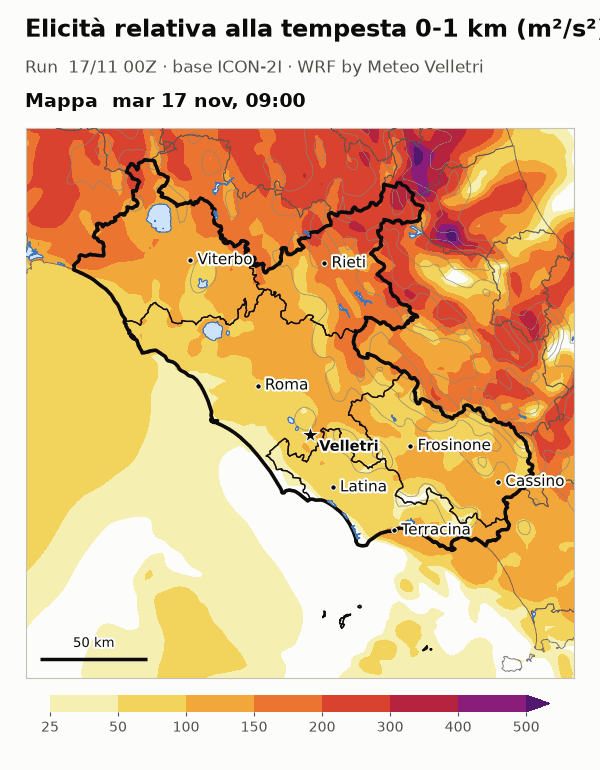 Elicità relativa alla tempesta 0-1 km (m²/s²)
Run 17/11 00Z · base ICON-2I · WRF by Meteo Velletri
Mappa mar 17 nov, 09:00
Viterbo
Rieti
Roma
Velletri
Frosinone
Cassino
Latina
Terracina
50 km
25 50 100 150 200 300 400 500